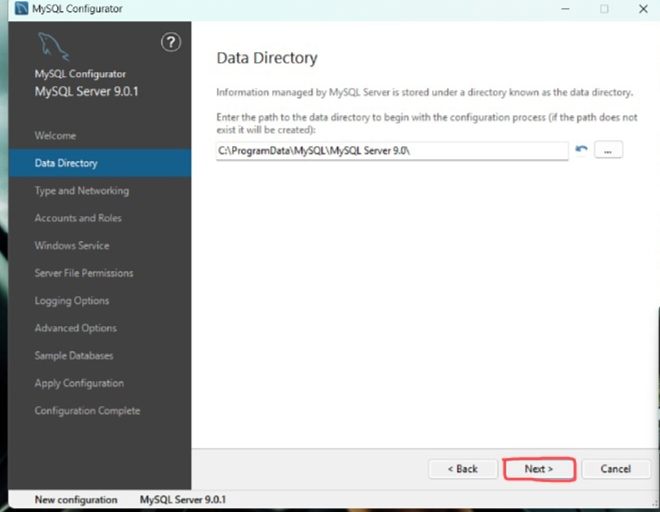 MySQL Configurator
?
MySQL Configurator
MySQL Server 9.0.1
Welcome
Data Directory
Type and Networking
Accounts and Roles
Windows Service
Server File Permissions
Logging Options
Advanced Options
Sample Databases
Apply Configuration
Configuration Complete
Data Directory
Information managed by MySQL Server is stored under a directory known as the data directory.
Enter the path to the data directory to begin with the configuration process (if the path does not
exist it will be created):
C:\ProgramData\MySQL\MySQL Server 9.0\
...
< Back
Next >
Cancel
New configuration MySQL Server 9.0.1